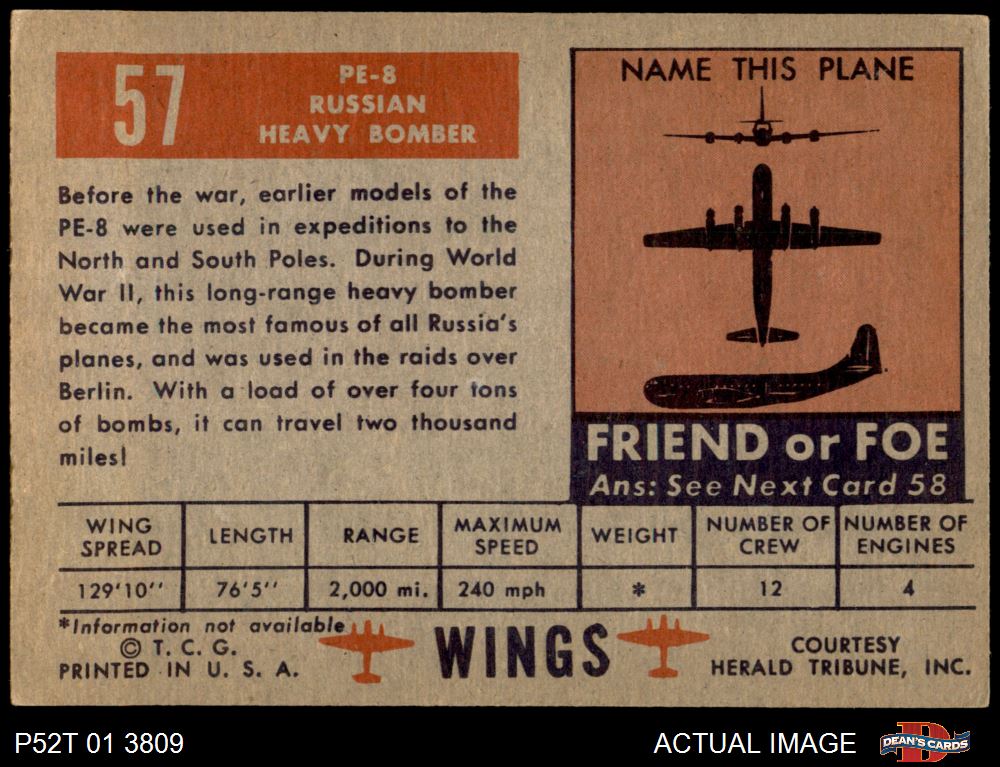 57
PE-8
RUSSIAN
HEAVY BOMBER
Before the war, earlier models of the
PE-8 were used in expeditions to the
North and South Poles. During World
War II, this long-range heavy bomber
became the most famous of all Russia's
planes, and was used in the raids over
Berlin. With a load of over four tons
of bombs, it can travel two thousand
miles!
NAME THIS PLANE
FRIEND or FOE
Ans: See Next Card 58
WING SPREAD LENGTH RANGE MAXIMUM SPEED WEIGHT NUMBER OF CREW NUMBER OF ENGINES
129'10'' 76'5'' 2,000 mi. 240 mph * 12 4
*Information not available
© T. C. G.
PRINTED IN U. S. A.
WINGS
COURTESY
HERALD TRIBUNE, INC.
P52T 01 3809
ACTUAL IMAGE
DEAN'S CARDS